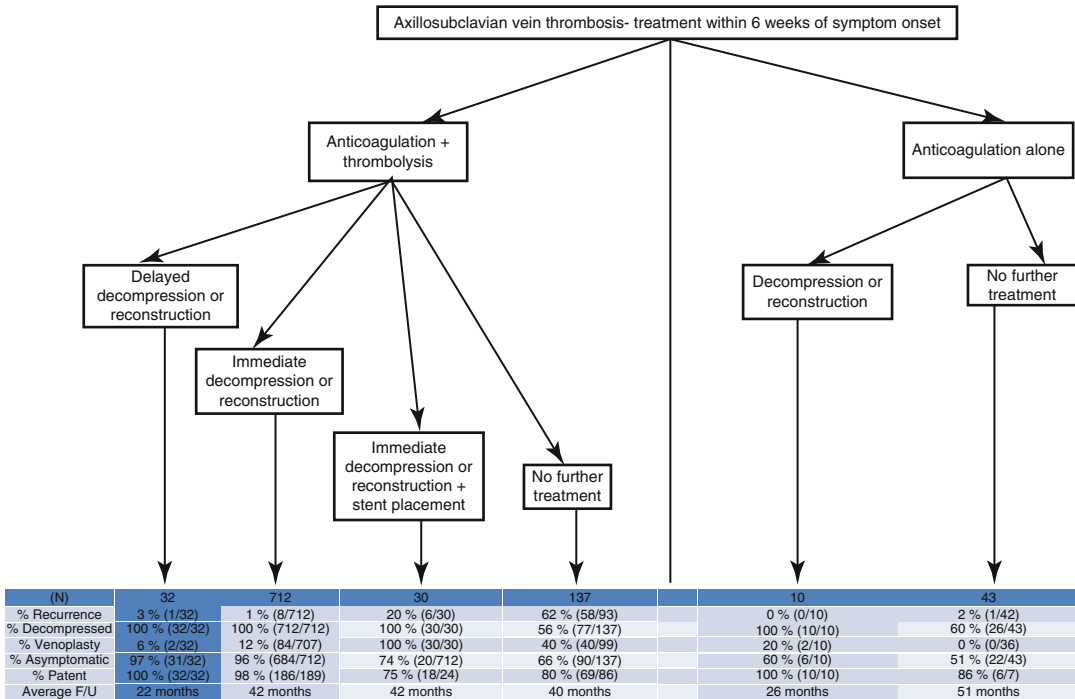 Axillosubclavian vein thrombosis- treatment within 6 weeks of symptom onset
Anticoagulation +
thrombolysis
Anticoagulation alone
Delayed
decompression or
reconstruction
Decompression
or reconstruction
No further
treatment
Immediate
decompression or
reconstruction
Immediate
decompression or
reconstruction +
stent placement
No further
treatment
(N) 32 712 30 137 10 43
% Recurrence 3 % (1/32) 1 % (8/712) 20 % (6/30) 62 % (58/93) 0 % (0/10) 2 % (1/42)
% Decompressed 100 % (32/32) 100 % (712/712) 100 % (30/30) 56 % (77/137) 100 % (10/10) 60 % (26/43)
% Venoplasty 6 % (2/32) 12 % (84/707) 100 % (30/30) 40 % (40/99) 20 % (2/10) 0 % (0/36)
% Asymptomatic 97 % (31/32) 96 % (684/712) 74 % (20/712) 66 % (90/137) 60 % (6/10) 51 % (22/43)
% Patent 100 % (32/32) 98 % (186/189) 75 % (18/24) 80 % (69/86) 100 % (10/10) 86 % (6/7)
Average F/U 22 months 42 months 42 months 40 months 26 months 51 months